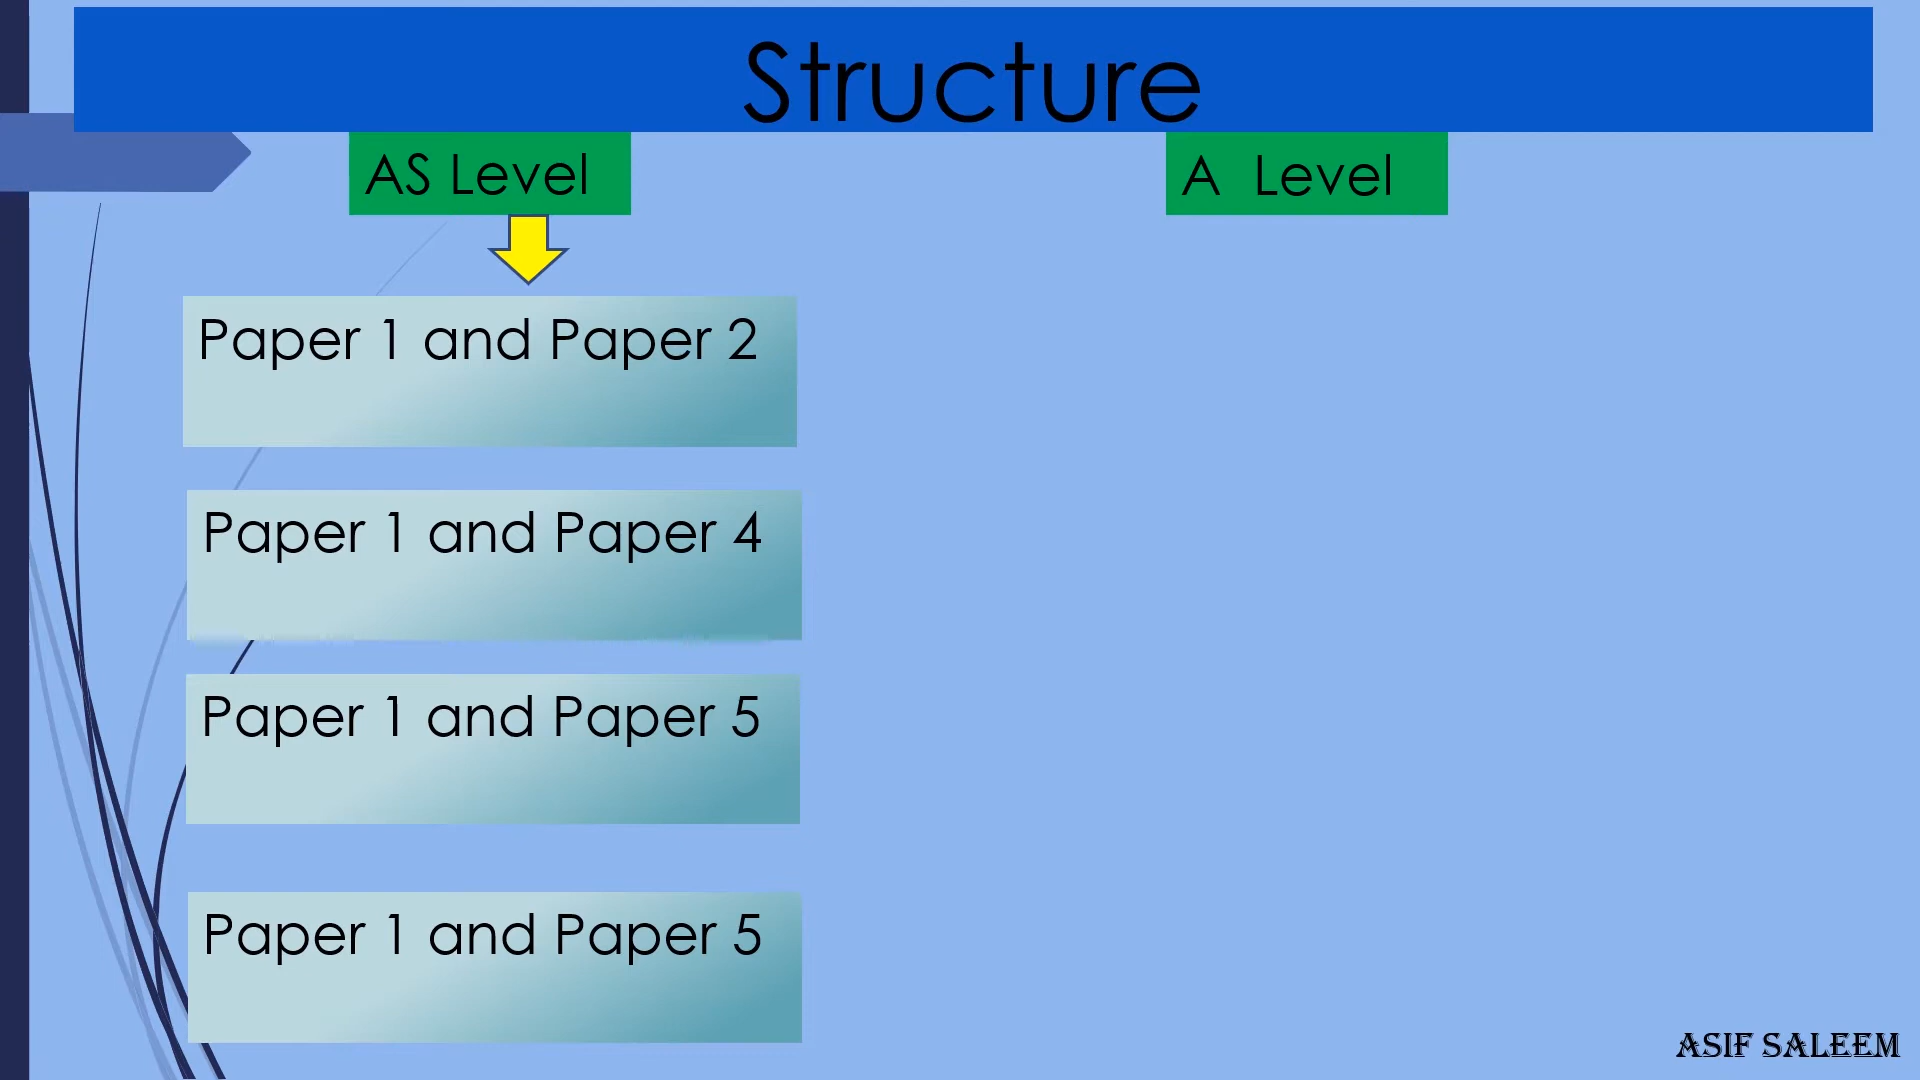 Structure
AS Level
A Level
Paper 1 and Paper 2
Paper 1 and Paper 4
Paper 1 and Paper 5
Paper 1 and Paper 5
ASIF SALEEM